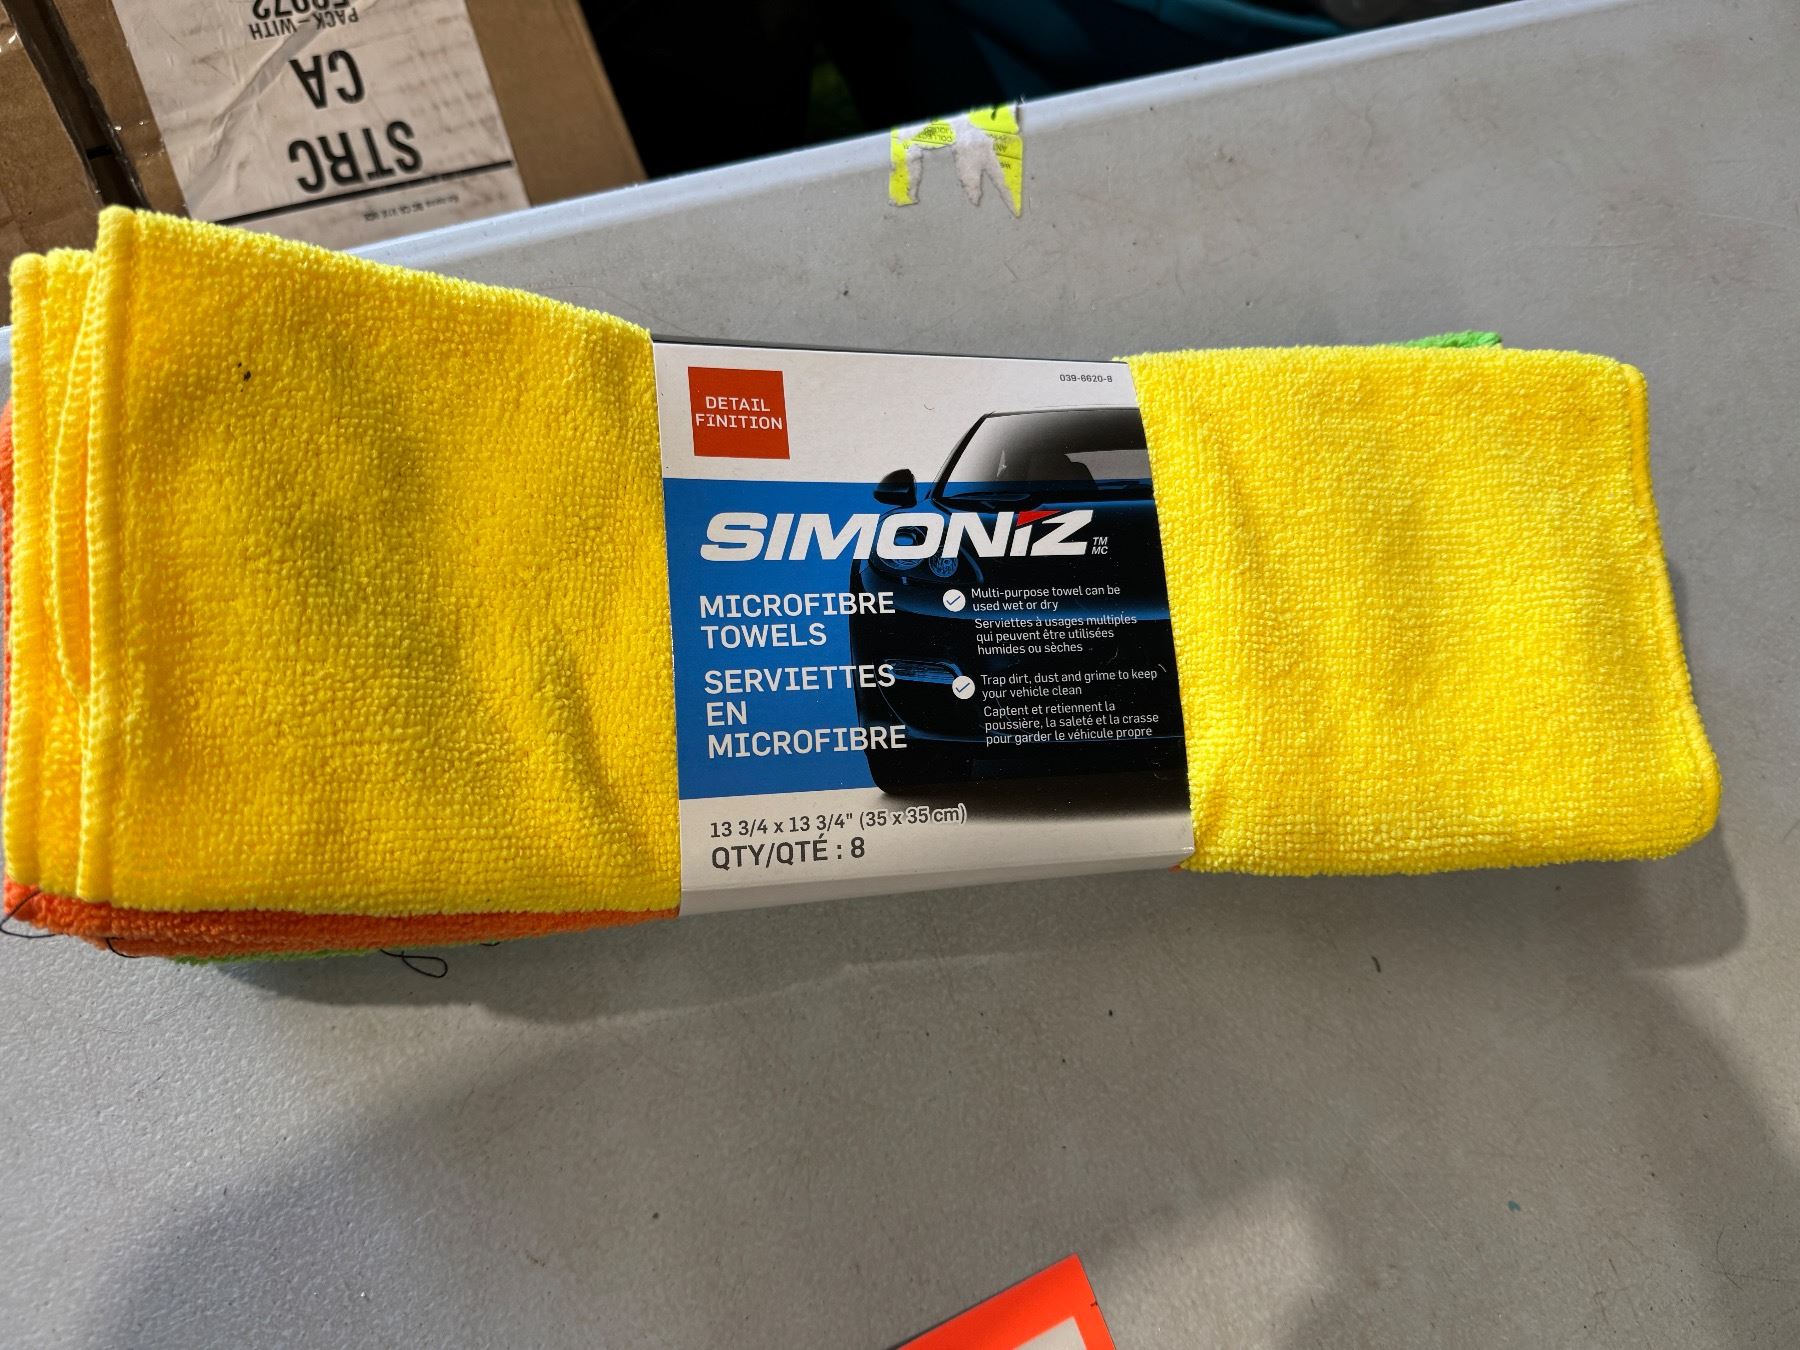 PACK-WITH
CA
STRC
039-6620-8
DETAIL
FINITION
SIMONIZ
TM
MC
MICROFIBRE
TOWELS
SERVIETTES
EN
MICROFIBRE
Multi-purpose towel can be
used wet or dry
Serviettes à usages multiples
qui peuvent être utilisées
humides ou sèches
Trap dirt, dust and grime to keep
your vehicle clean
Captent et retiennent la
poussière, la saleté et la crasse
pour garder le véhicule propre
13 3/4 x 13 3/4" (35 x 35 cm)
QTY/QTÉ : 8